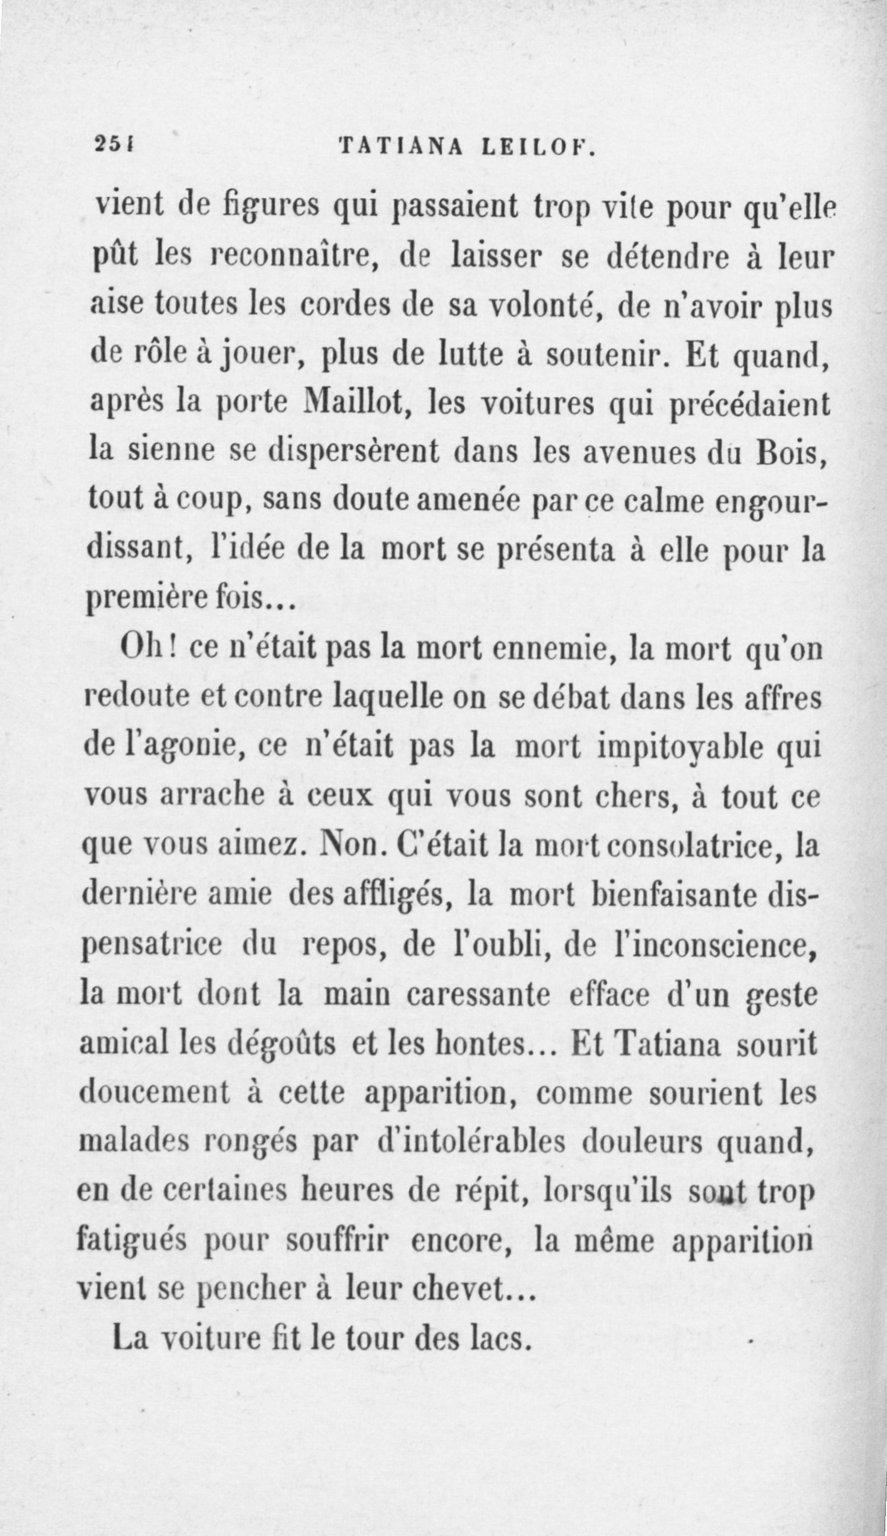 254 TATIANA LEILOF.
vient de figures qui passaient trop vite pour qu'elle
pût les reconnaître, de laisser se détendre à leur
aise toutes les cordes de sa volonté, de n'avoir plus
de rôle à jouer, plus de lutte à soutenir. Et quand,
après la porte Maillot, les voitures qui précédaient
la sienne se dispersèrent dans les avenues du Bois,
tout à coup, sans doute amenée par ce calme engour-
dissant, l'idée de la mort se présenta à elle pour la
première fois...
Oh! ce n'était pas la mort ennemie, la mort qu'on
redoute et contre laquelle on se débat dans les affres
de l'agonie, ce n'était pas la mort impitoyable qui
vous arrache à ceux qui vous sont chers, à tout ce
que vous aimez. Non. C'était la mort consolatrice, la
dernière amie des affligés, la mort bienfaisante dis-
pensatrice du repos, de l'oubli, de l'inconscience,
la mort dont la main caressante efface d'un geste
amical les dégoûts et les hontes... Et Tatiana sourit
doucement à cette apparition, comme sourient les
malades rongés par d'intolérables douleurs quand,
en de certaines heures de répit, lorsqu'ils sont trop
fatigués pour souffrir encore, la même apparition
vient se pencher à leur chevet...
La voiture fit le tour des lacs.